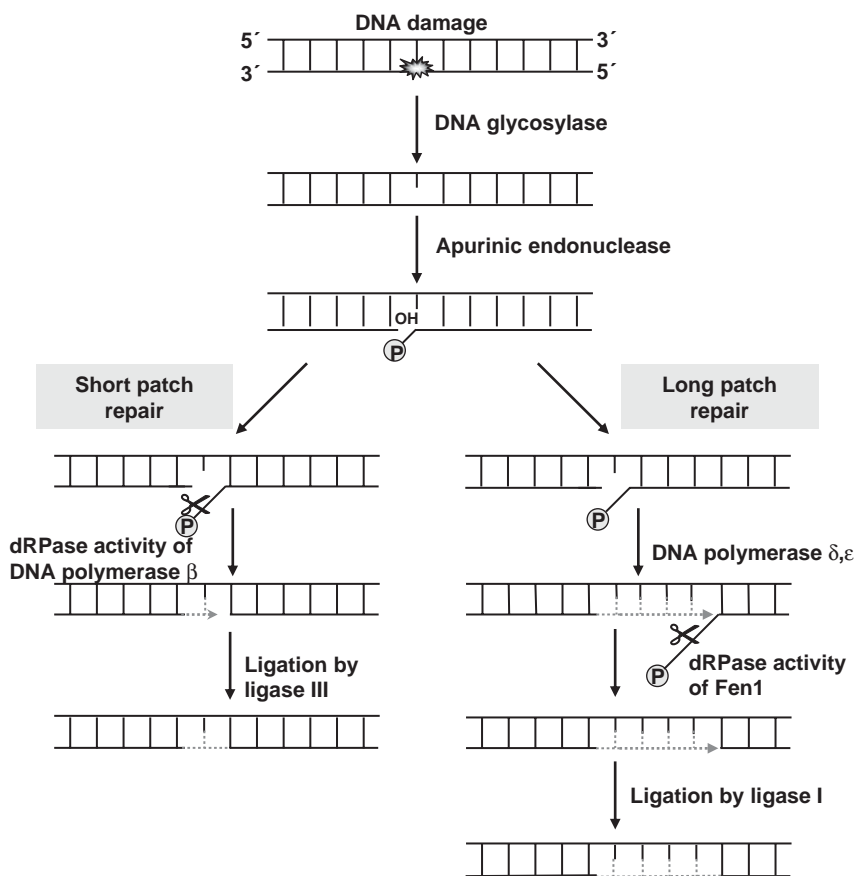 DNA damage
5´ 3´
3´ 5´
DNA glycosylase
Apurinic endonuclease
OH
P
Short patch
repair
Long patch
repair
P
P
dRPase activity of
DNA polymerase β
DNA polymerase δ,ε
Ligation by
ligase III
P
dRPase activity
of Fen1
Ligation by ligase I